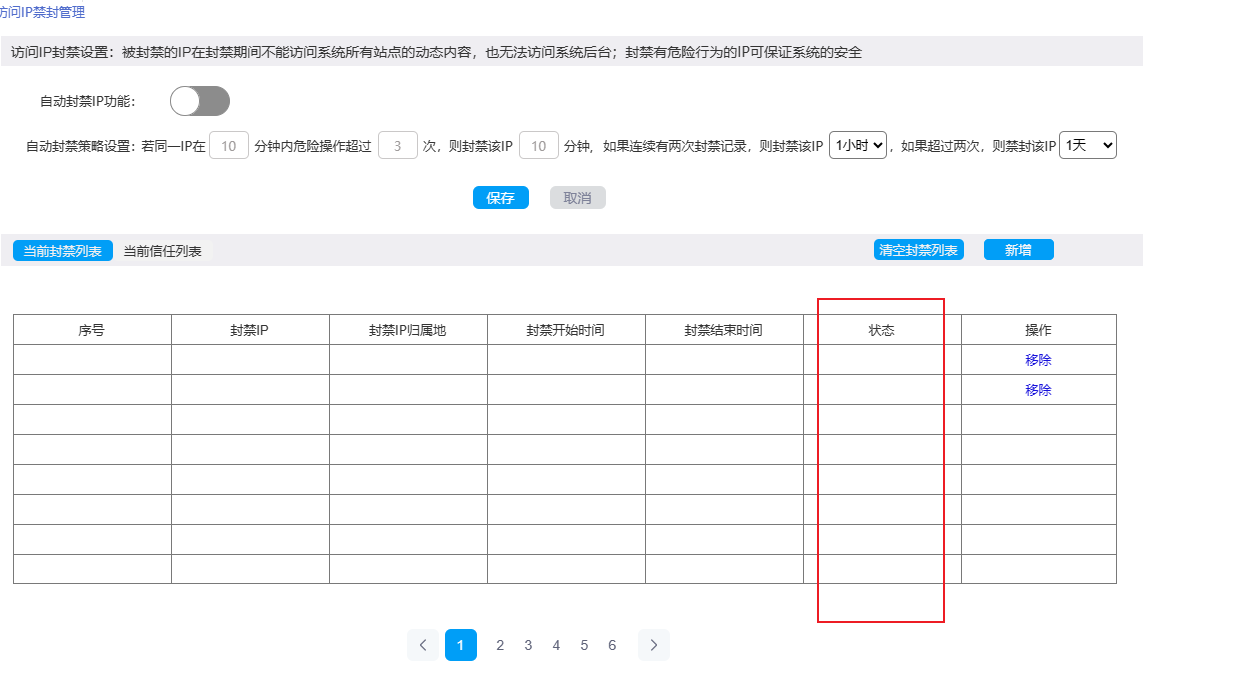 访问IP禁封管理
访问IP封禁设置：被封禁的IP在封禁期间不能访问系统所有站点的动态内容，也无法访问系统后台；封禁有危险行为的IP可保证系统的安全
自动封禁IP功能：
自动封禁策略设置：若同一IP在 10 分钟内危险操作超过 3 次，则封禁该IP 10 分钟，如果连续有两次封禁记录，则封禁该IP 1小时 ，如果超过两次，则禁封该IP 1天
保存 取消
当前封禁列表 当前信任列表 清空封禁列表 新增
序号 封禁IP 封禁IP归属地 封禁开始时间 封禁结束时间 状态 操作
移除
移除
1 2 3 4 5 6